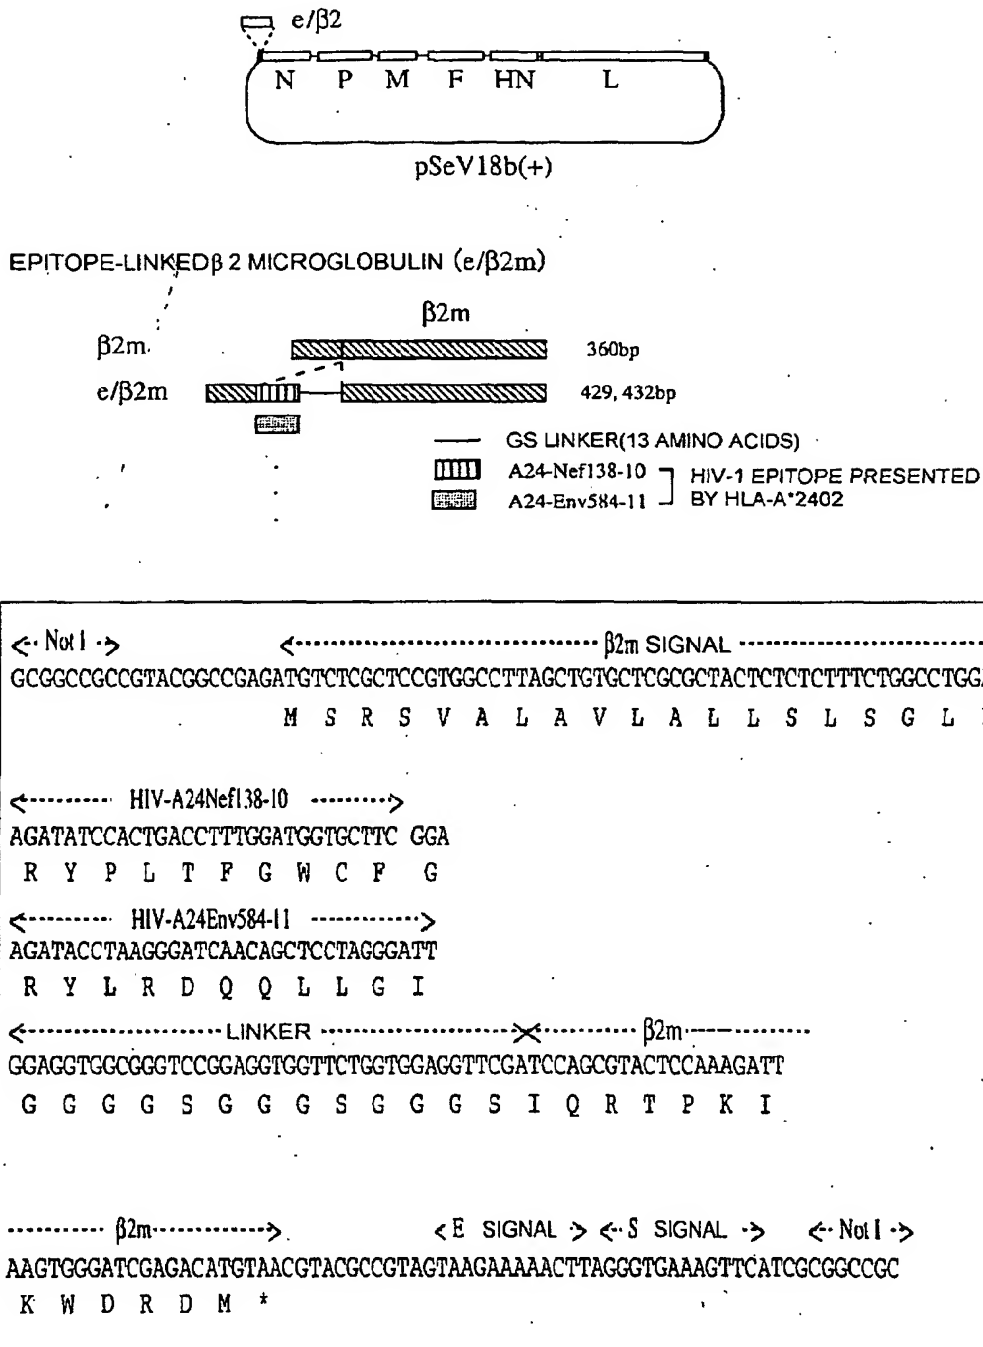 e/β2
N P M F HN L
pSeV18b(+)
EPITOPE-LINKEDβ 2 MICROGLOBULIN (e/β2m)
β2m
β2m 360bp
e/β2m 429, 432bp
GS LINKER(13 AMINO ACIDS)
A24-Nef138-10
A24-Env584-11
HIV-1 EPITOPE PRESENTED
BY HLA-A*2402
Not I β2m SIGNAL
GCGGCCGCCGTACGGCCGAGATGTCTCGCTCCGTGGCCTTAGCTGTGCTCGCGCTACTCTCTCTTTCTGGCCTGG
M S R S V A L A V L A L L S L S G L
HIV-A24Nef138-10
AGATATCCACTGACCTTTGGATGGTGCTTC GGA
R Y P L T F G W C F G
HIV-A24Env584-11
AGATACCTAAGGGATCAACAGCTCCTAGGGATT
R Y L R D Q Q L L G I
LINKER β2m
GGAGGTGGCGGGTCCGGAGGTGGTTCTGGTGGAGGTTCGATCCAGCGTACTCCAAAGATT
G G G G S G G G S G G G S I Q R T P K I
β2m E SIGNAL S SIGNAL Not I
AAGTGGGATCGAGACATGTAACGTACGCCGTAGTAAGAAAAACTTAGGGTGAAAGTTCATCGCGGCCGC
K W D R D M *